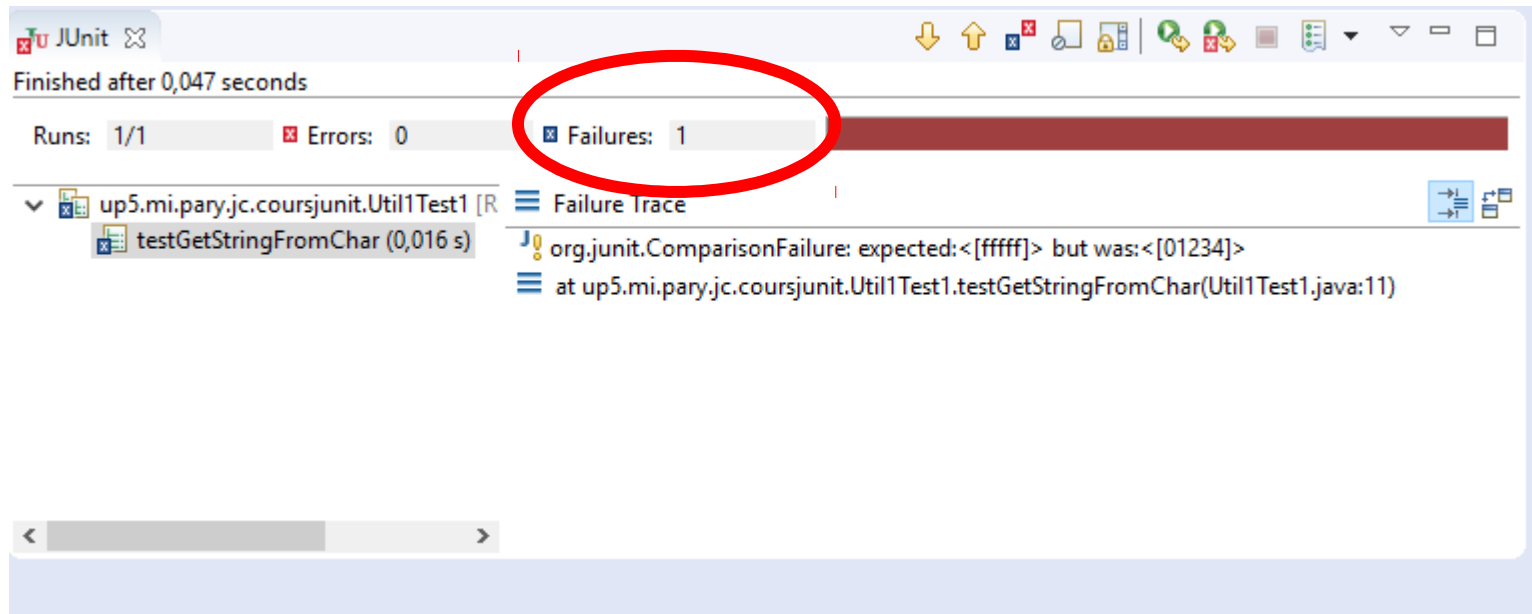 JUnit
Finished after 0,047 seconds
Runs: 1/1 Errors: 0 Failures: 1
up5.mi.pary.jc.coursjunit.Util1Test1 [R
testGetStringFromChar (0,016 s)
Failure Trace
org.junit.ComparisonFailure: expected:<[fffff]> but was:<[01234]>
at up5.mi.pary.jc.coursjunit.Util1Test1.testGetStringFromChar(Util1Test1.java:11)